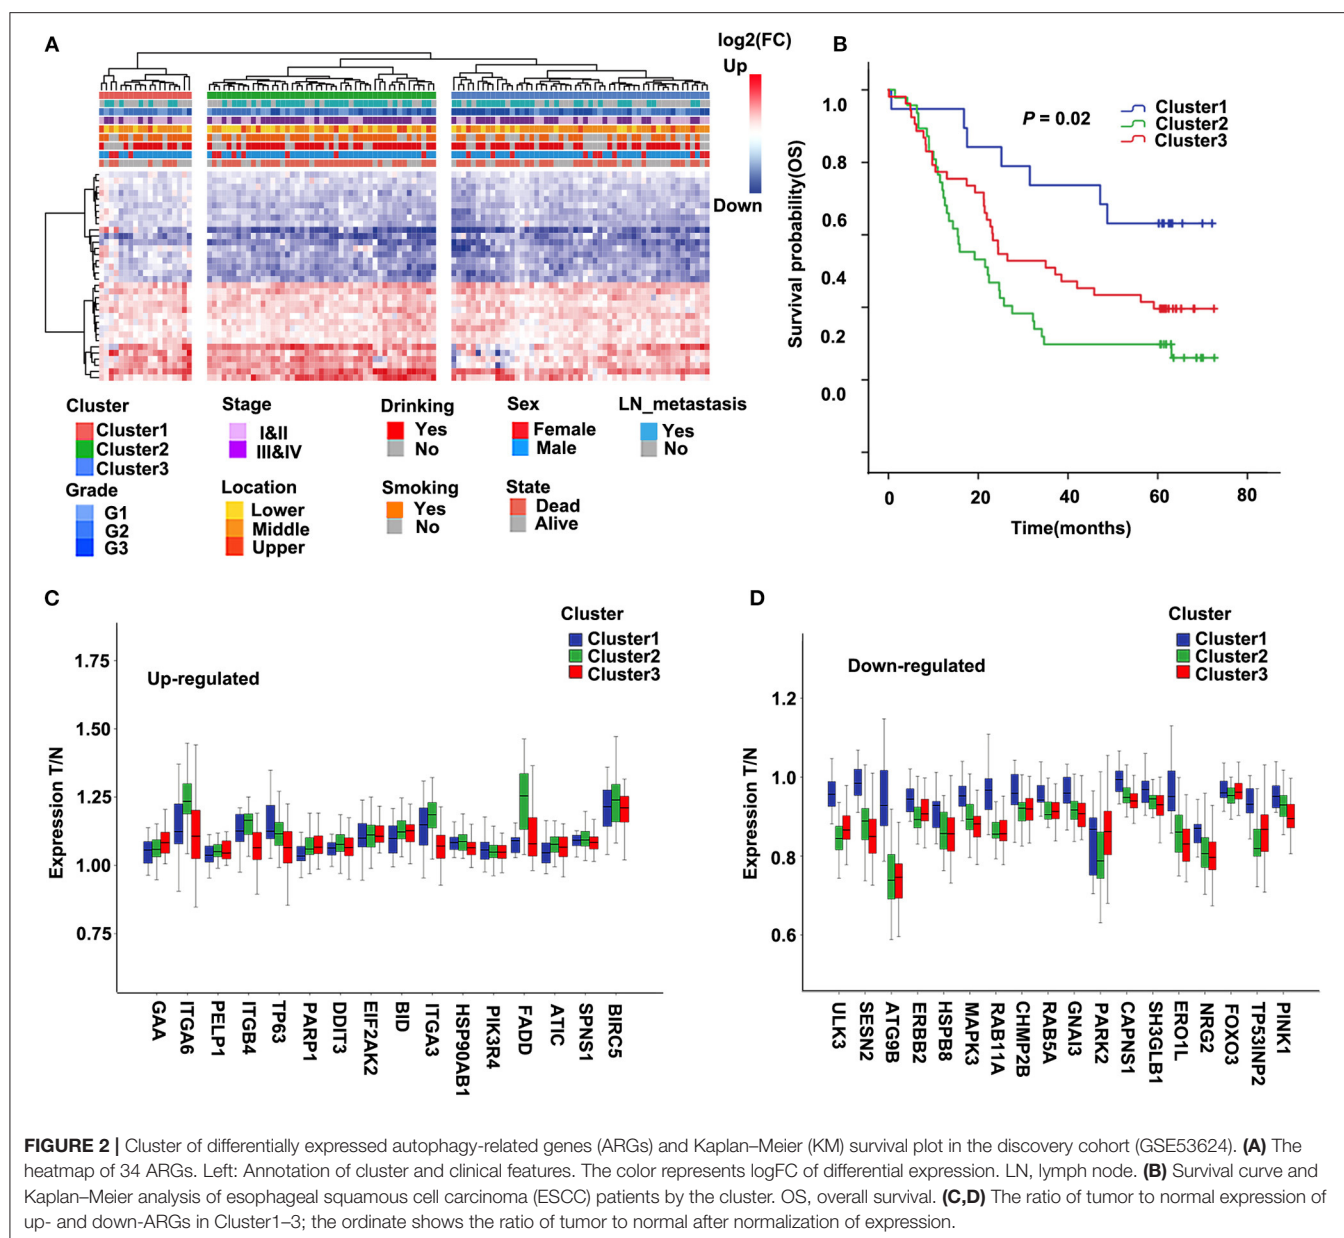 A
log2(FC)
Up
Down
Cluster
Cluster1
Cluster2
Cluster3
Stage
I&II
III&IV
Drinking
Yes
No
Sex
Female
Male
LN_metastasis
Yes
No
Grade
G1
G2
G3
Location
Lower
Middle
Upper
Smoking
Yes
No
State
Dead
Alive
B
Survival probability(OS)
1.0
0.8
0.6
0.4
0.2
0.0
P = 0.02
Cluster1
Cluster2
Cluster3
0 20 40 60 80
Time(months)
C
Cluster
Cluster1
Cluster2
Cluster3
Up-regulated
Expression T/N
1.75
1.50
1.25
1.00
0.75
GAA
ITGA6
PELP1
ITGB4
TP63
PARP1
DDIT3
EIF2AK2
BID
ITGA3
HSP90AB1
PIK3R4
FADD
ATIC
SPNS1
BIRC5
D
Cluster
Cluster1
Cluster2
Cluster3
Down-regulated
Expression T/N
1.2
1.0
0.8
0.6
ULK3
SESN2
ATG9B
ERBB2
HSPB8
MAPK3
RAB11A
CHMP2B
RAB5A
GNAI3
PARK2
CAPNS1
SH3GLB1
ERO1L
NRG2
FOXO3
TP53INP2
PINK1
FIGURE 2 | Cluster of differentially expressed autophagy-related genes (ARGs) and Kaplan–Meier (KM) survival plot in the discovery cohort (GSE53624). (A) The
heatmap of 34 ARGs. Left: Annotation of cluster and clinical features. The color represents logFC of differential expression. LN, lymph node. (B) Survival curve and
Kaplan–Meier analysis of esophageal squamous cell carcinoma (ESCC) patients by the cluster. OS, overall survival. (C,D) The ratio of tumor to normal expression of
up- and down-ARGs in Cluster1–3; the ordinate shows the ratio of tumor to normal after normalization of expression.